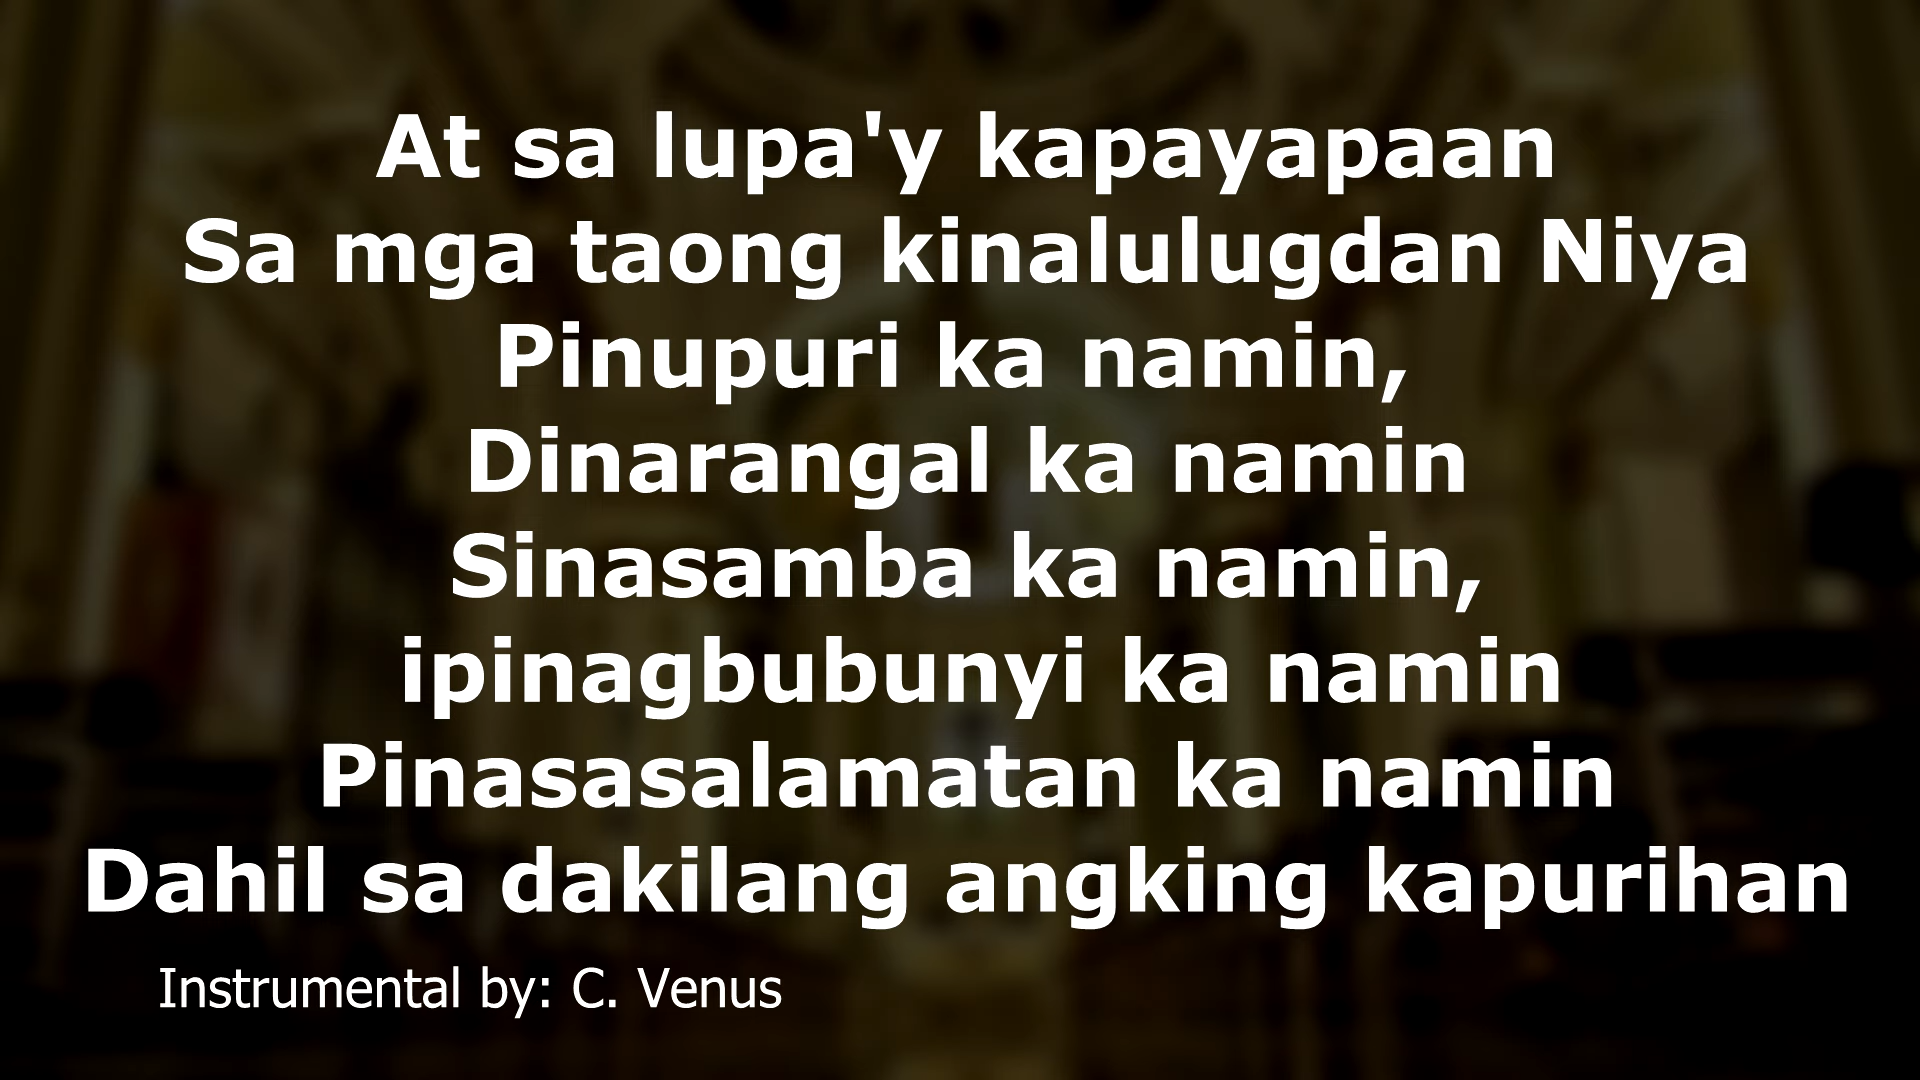 At sa lupa'y kapayapaan
Sa mga taong kinalulugdan Niya
Pinupuri ka namin,
Dinarangal ka namin
Sinasamba ka namin,
ipinagbubunyi ka namin
Pinasasalamatan ka namin
Dahil sa dakilang angking kapurihan
Instrumental by: C. Venus